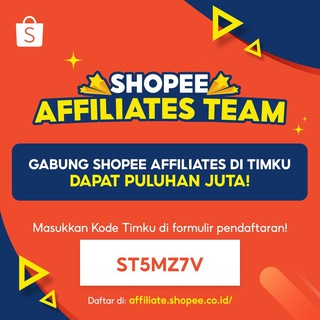 S
SHOPEE
AFFILIATES TEAM
GABUNG SHOPEE AFFILIATES DI TIMKU
DAPAT PULUHAN JUTA!
Masukkan Kode Timku di formulir pendaftaran!
ST5MZ7V
Daftar di: affiliate.shopee.co.id/